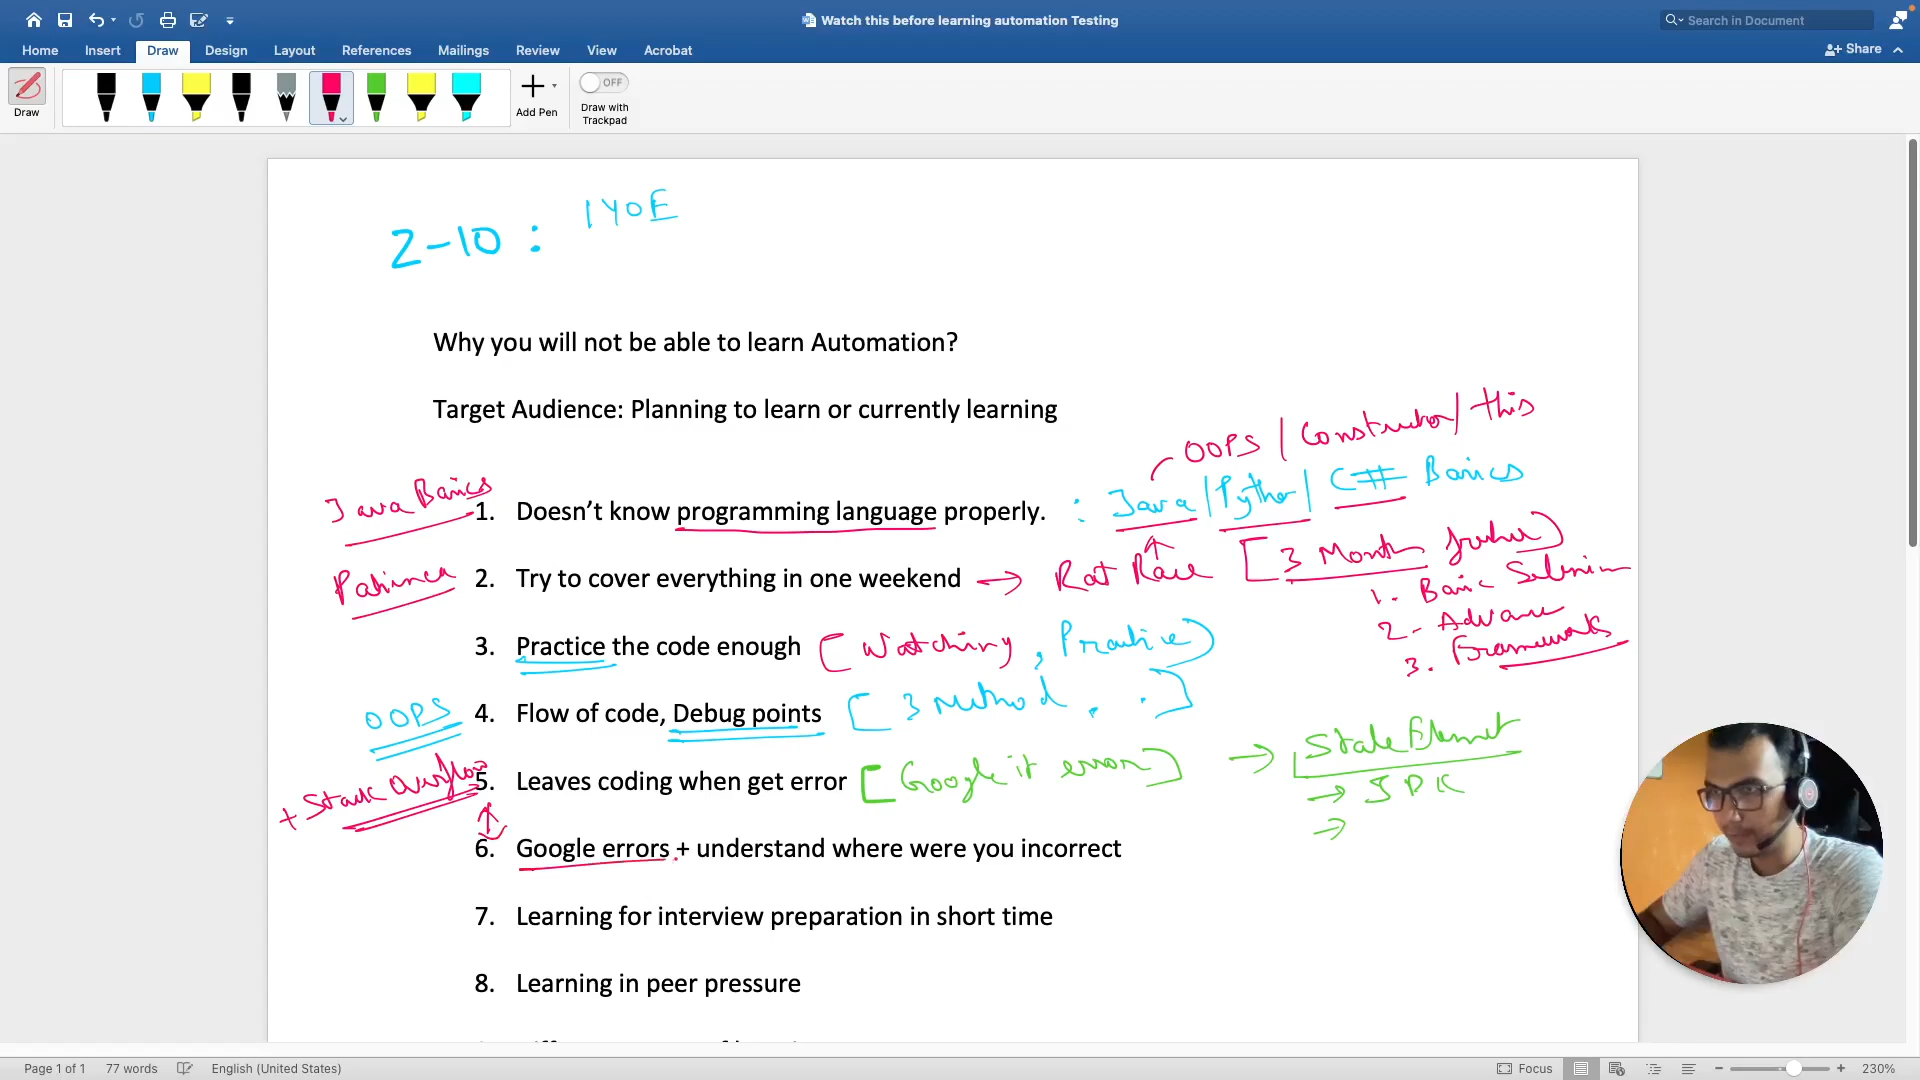 Watch this before learning automation Testing
Search in Document
Home Insert Draw Design Layout References Mailings Review View Acrobat
Share
Draw
Add Pen
OFF
Draw with Trackpad
1 YOE
2-10 :
Why you will not be able to learn Automation?
Target Audience: Planning to learn or currently learning
OOPS / Constructor / this
Java Basics
1. Doesn't know programming language properly. : Java / Python / C# Basics
Patience
2. Try to cover everything in one weekend → Rat Race [3 Month
1. Basic Selenium
2- Advance
3. Frameworks
3. Practice the code enough [Watching, Practice]
OOPS
4. Flow of code, Debug points [3 Method, .]
+ Stack Overflow
5. Leaves coding when get error [Google it error] → Stale Element
→ JDK
→
6. Google errors + understand where were you incorrect
7. Learning for interview preparation in short time
8. Learning in peer pressure
Page 1 of 1 77 words English (United States) Focus 230%